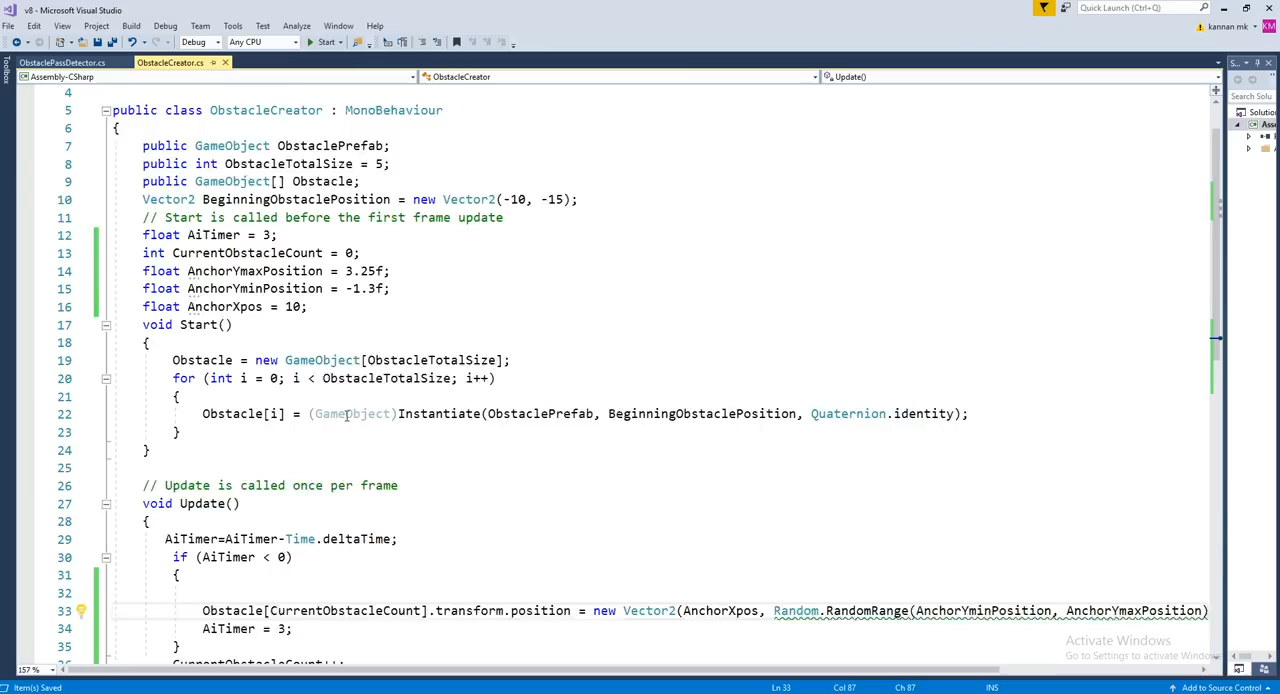 v8 - Microsoft Visual Studio
Quick Launch (Ctrl+Q)
File Edit View Project Build Debug Team Tools Test Analyze Window Help
kannan mk
KM
Debug Any CPU Start
Toolbox
ObstaclePassDetector.cs ObstacleCreator.cs
S...
Assembly-CSharp ObstacleCreator Update()
Search Solu
Solution
Asse
4
5 public class ObstacleCreator : MonoBehaviour
6 {
7 public GameObject ObstaclePrefab;
8 public int ObstacleTotalSize = 5;
9 public GameObject[] Obstacle;
10 Vector2 BeginningObstaclePosition = new Vector2(-10, -15);
11 // Start is called before the first frame update
12 float AiTimer = 3;
13 int CurrentObstacleCount = 0;
14 float AnchorYmaxPosition = 3.25f;
15 float AnchorYminPosition = -1.3f;
16 float AnchorXpos = 10;
17 void Start()
18 {
19 Obstacle = new GameObject[ObstacleTotalSize];
20 for (int i = 0; i < ObstacleTotalSize; i++)
21 {
22 Obstacle[i] = (GameObject)Instantiate(ObstaclePrefab, BeginningObstaclePosition, Quaternion.identity);
23 }
24 }
25
26 // Update is called once per frame
27 void Update()
28 {
29 AiTimer=AiTimer-Time.deltaTime;
30 if (AiTimer < 0)
31 {
32
33 Obstacle[CurrentObstacleCount].transform.position = new Vector2(AnchorXpos, Random.RandomRange(AnchorYminPosition, AnchorYmaxPosition)
34 AiTimer = 3;
35 }
36 CurrentObstacleCount++;
Activate Windows
Go to Settings to activate Windows
157 %
Item(s) Saved Ln 33 Col 87 Ch 87 INS Add to Source Control